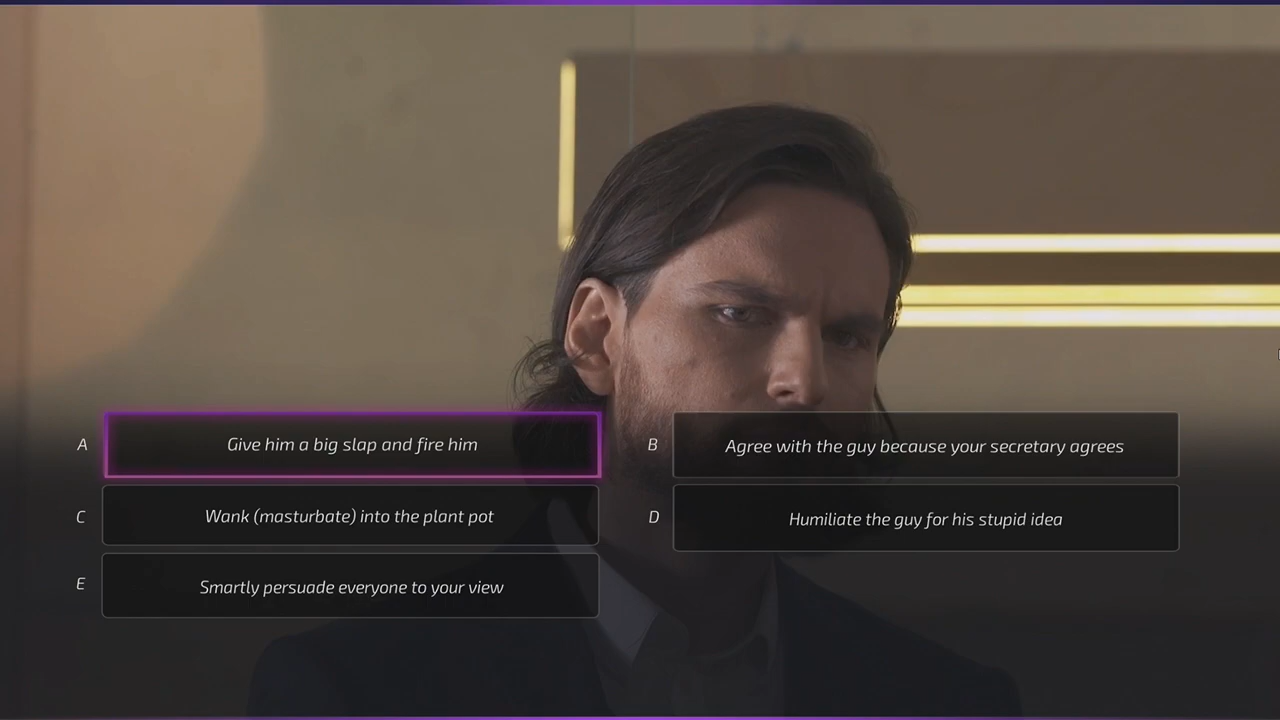 A Give him a big slap and fire him
B Agree with the guy because your secretary agrees
C Wank (masturbate) into the plant pot
D Humiliate the guy for his stupid idea
E Smartly persuade everyone to your view